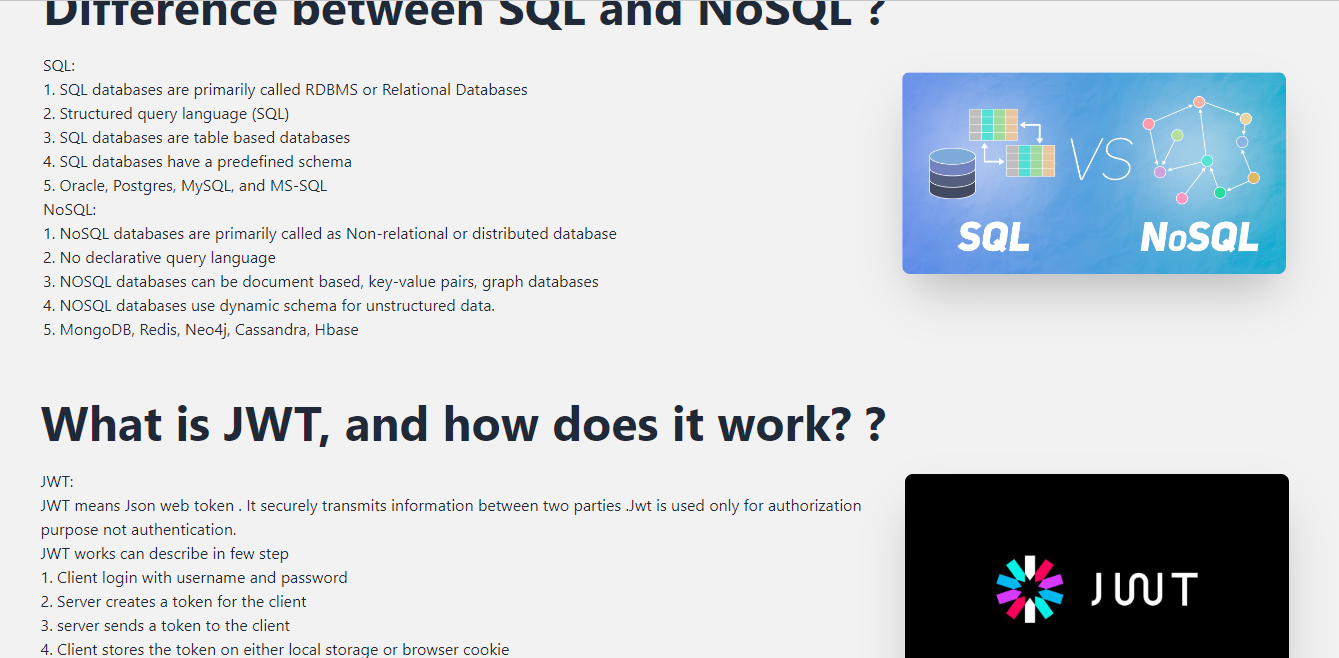 Difference between SQL and NoSQL ?
SQL:
1. SQL databases are primarily called RDBMS or Relational Databases
2. Structured query language (SQL)
3. SQL databases are table based databases
4. SQL databases have a predefined schema
5. Oracle, Postgres, MySQL, and MS-SQL
NoSQL:
1. NoSQL databases are primarily called as Non-relational or distributed database
2. No declarative query language
3. NOSQL databases can be document based, key-value pairs, graph databases
4. NOSQL databases use dynamic schema for unstructured data.
5. MongoDB, Redis, Neo4j, Cassandra, Hbase
VS
SQL
NoSQL
What is JWT, and how does it work? ?
JWT:
JWT means Json web token . It securely transmits information between two parties .Jwt is used only for authorization
purpose not authentication.
JWT works can describe in few step
1. Client login with username and password
2. Server creates a token for the client
3. server sends a token to the client
4. Client stores the token on either local storage or browser cookie
JWT